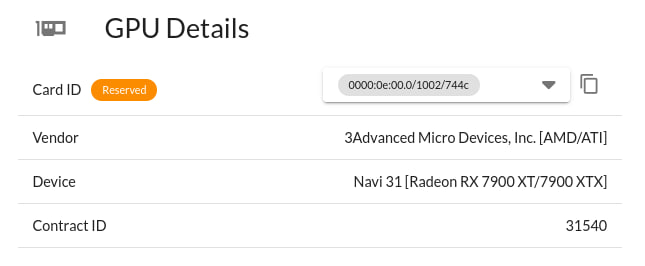 GPU Details
Card ID Reserved 0000:0e:00.0/1002/744c
Vendor 3Advanced Micro Devices, Inc. [AMD/ATI]
Device Navi 31 [Radeon RX 7900 XT/7900 XTX]
Contract ID 31540